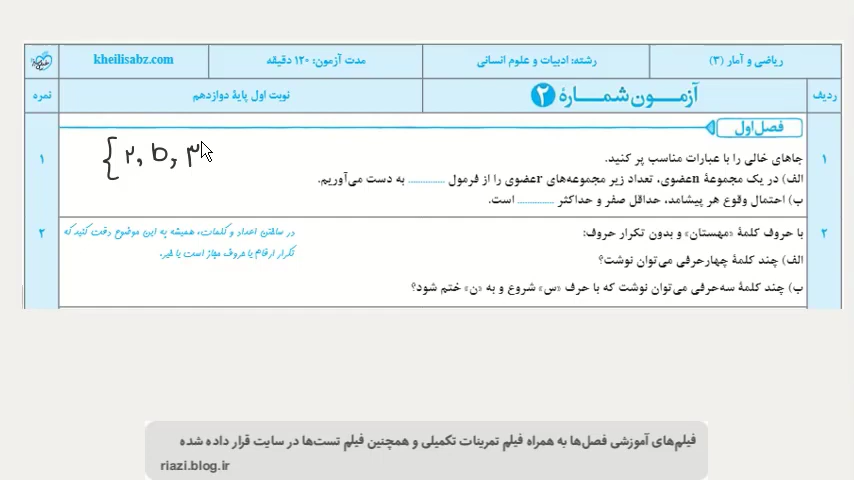 ریاضی و آمار (۳)
رشته: ادبیات و علوم انسانی
مدت آزمون: ۱۲۰ دقیقه
kheilisabz.com
ردیف
آزمــون شمــارهٔ ۲
نوبت اول پایهٔ دوازدهم
نمره
فصل اول
{۲, b, ۳
۱
جاهای خالی را با عبارات مناسب پر کنید.
۱
الف) در یک مجموعهٔ nعضوی، تعداد زیر مجموعه‌های rعضوی را از فرمول .............. به دست می‌آوریم.
ب) احتمال وقوع هر پیشامد، حداقل صفر و حداکثر .............. است.
۲
با حروف کلمهٔ «مهستان» و بدون تکرار حروف:
در ساختن اعداد و کلمات، همیشه به این موضوع دقت کنید که
۲
الف) چند کلمهٔ چهارحرفی می‌توان نوشت؟
تکرار ارقام یا حروف مجاز است یا خیر.
ب) چند کلمهٔ سه‌حرفی می‌توان نوشت که با حرف «س» شروع و به «ن» ختم شود؟
فیلم‌های آموزشی فصل‌ها به همراه فیلم تمرینات تکمیلی و همچنین فیلم تست‌ها در سایت قرار داده شده
riazi.blog.ir